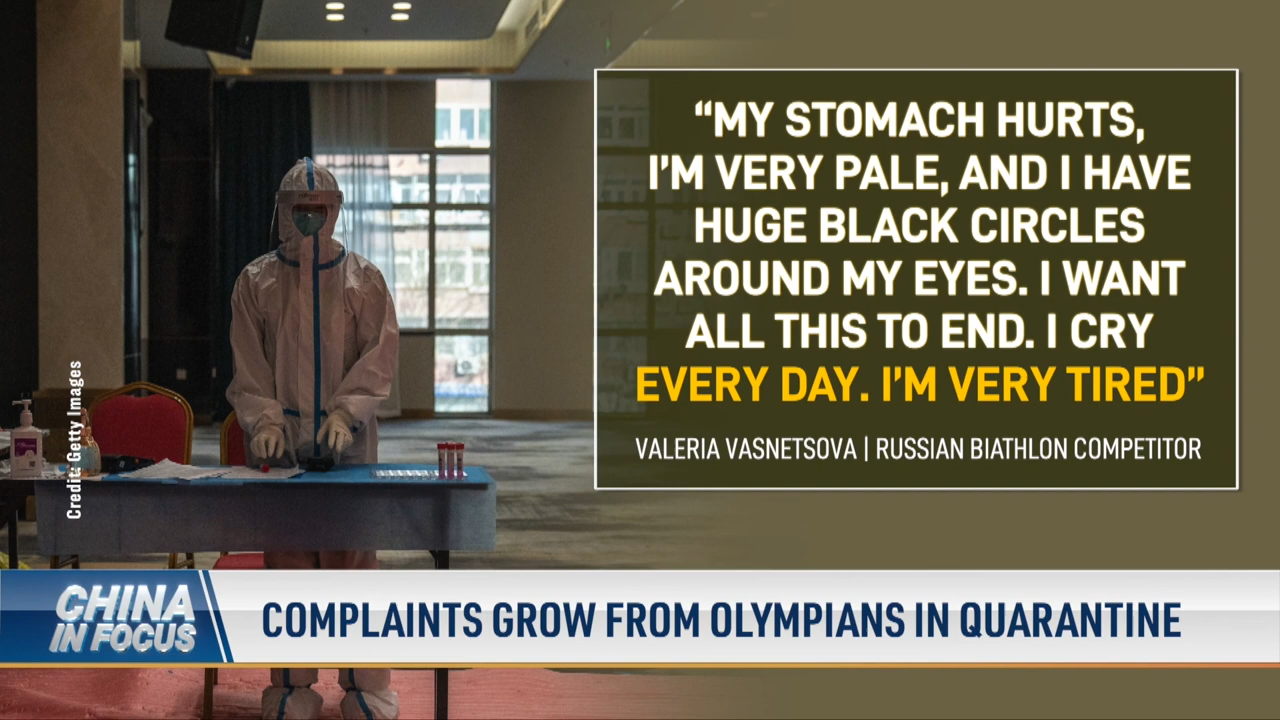 “MY STOMACH HURTS,
I’M VERY PALE, AND I HAVE
HUGE BLACK CIRCLES
AROUND MY EYES. I WANT
ALL THIS TO END. I CRY
EVERY DAY. I’M VERY TIRED”
VALERIA VASNETSOVA | RUSSIAN BIATHLON COMPETITOR
Credit: Getty Images
CHINA
IN FOCUS
COMPLAINTS GROW FROM OLYMPIANS IN QUARANTINE